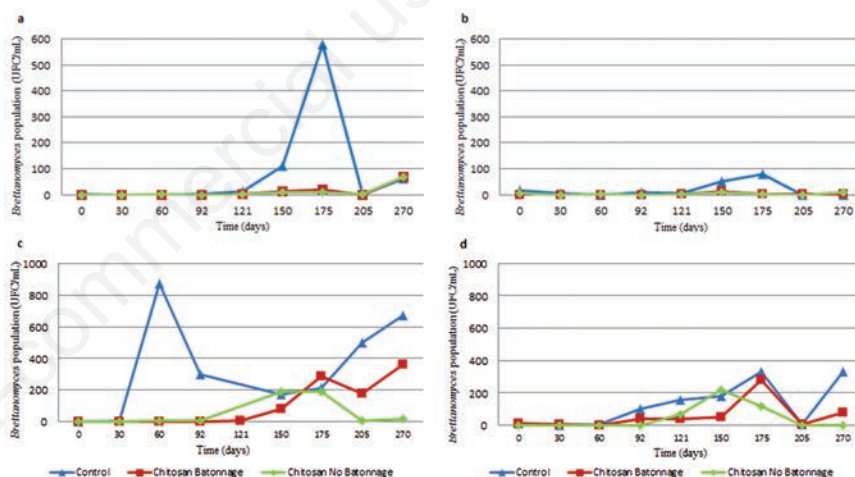 a
b
600
500
400
300
200
100
0
Brettanomyces population (UFC/mL)
0 30 60 92 121 150 175 205 270
Time (days)
600
500
400
300
200
100
0
Brettanomyces population (UFC/mL)
0 30 60 92 121 150 175 205 270
Time (days)
c
d
1000
800
600
400
200
0
Brettanomyces population (UFC/mL)
0 30 60 92 121 150 175 205 270
Time (days)
1000
800
600
400
200
0
Brettanomyces population (UFC/mL)
0 30 60 92 121 150 175 205 270
Time (days)
Control Chitosan Batonnage Chitosan No Batonnage
Control Chitosan Batonnage Chitosan No Batonnage
commercial us